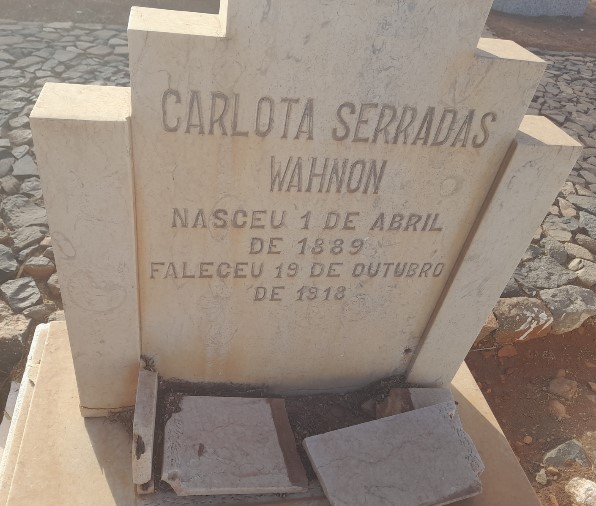 CARLOTA SERRADAS
WAHNON
NASCEU 1 DE ABRIL
DE 1889
FALECEU 19 DE OUTUBRO
DE 1918